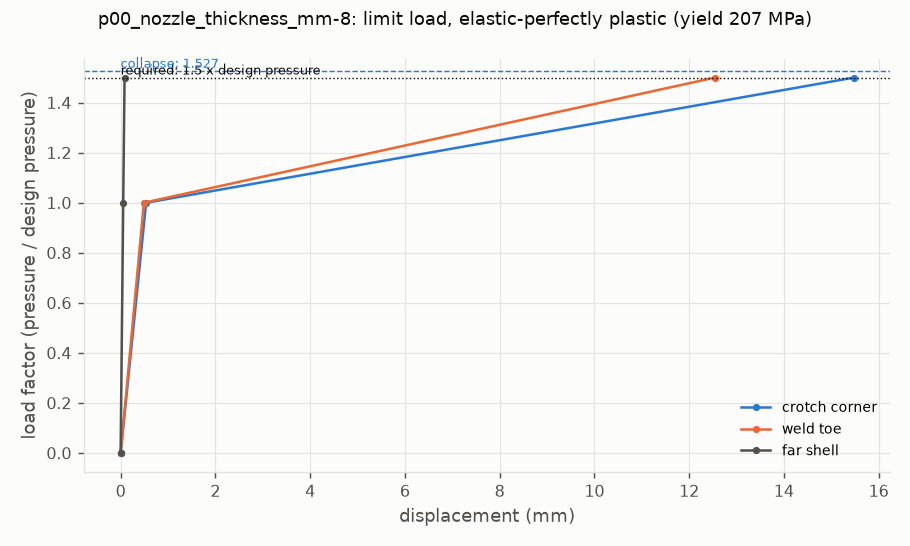 p00_nozzle_thickness_mm-8: limit load, elastic-perfectly plastic (yield 207 MPa)
collapse: 1.527
required: 1.5 x design pressure
load factor (pressure / design pressure)
1.4
1.2
1.0
0.8
0.6
0.4
0.2
0.0
crotch corner
weld toe
far shell
0 2 4 6 8 10 12 14 16
displacement (mm)